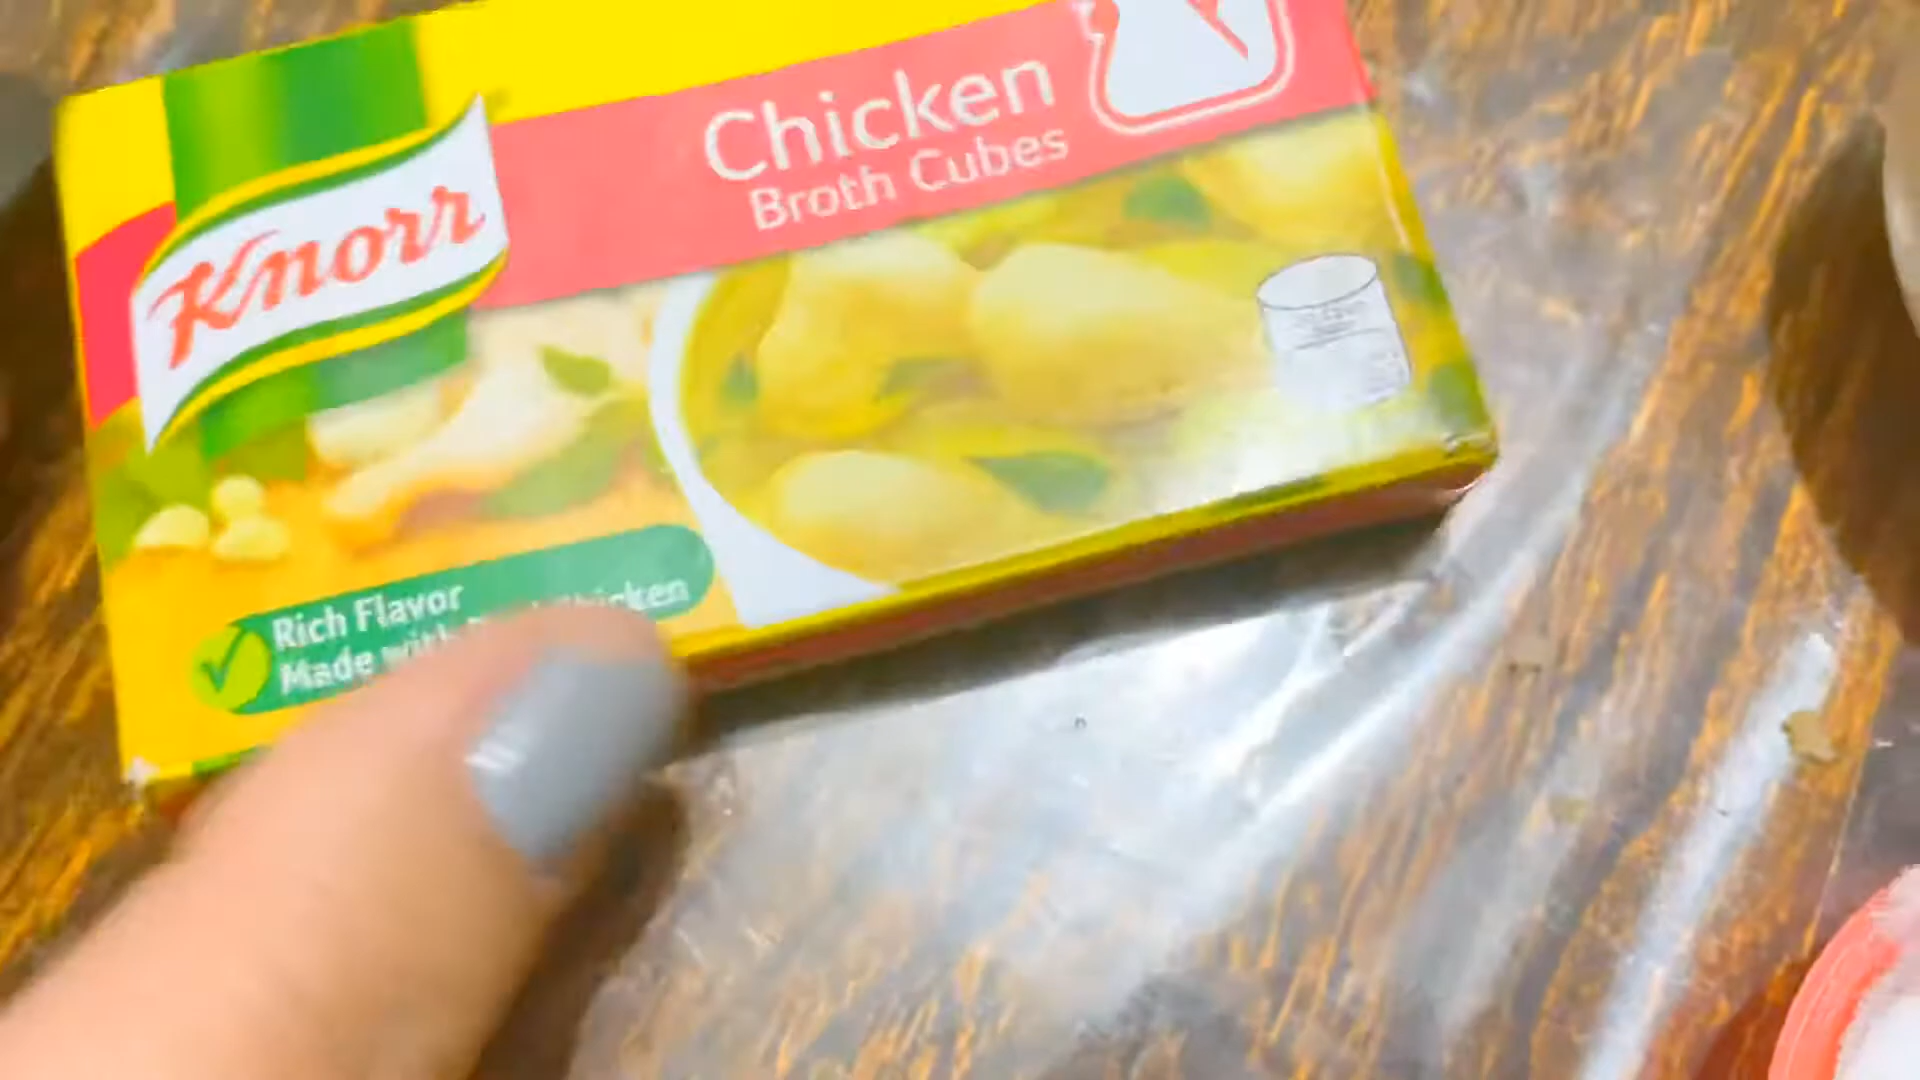 Knorr
Chicken
Broth Cubes
Rich Flavor
Made with Chicken